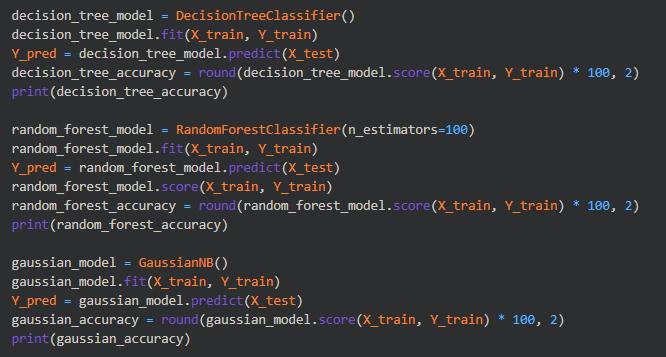 decision_tree_model = DecisionTreeClassifier()
decision_tree_model.fit(X_train, Y_train)
Y_pred = decision_tree_model.predict(X_test)
decision_tree_accuracy = round(decision_tree_model.score(X_train, Y_train) * 100, 2)
print(decision_tree_accuracy)
random_forest_model = RandomForestClassifier(n_estimators=100)
random_forest_model.fit(X_train, Y_train)
Y_pred = random_forest_model.predict(X_test)
random_forest_model.score(X_train, Y_train)
random_forest_accuracy = round(random_forest_model.score(X_train, Y_train) * 100, 2)
print(random_forest_accuracy)
gaussian_model = GaussianNB()
gaussian_model.fit(X_train, Y_train)
Y_pred = gaussian_model.predict(X_test)
gaussian_accuracy = round(gaussian_model.score(X_train, Y_train) * 100, 2)
print(gaussian_accuracy)